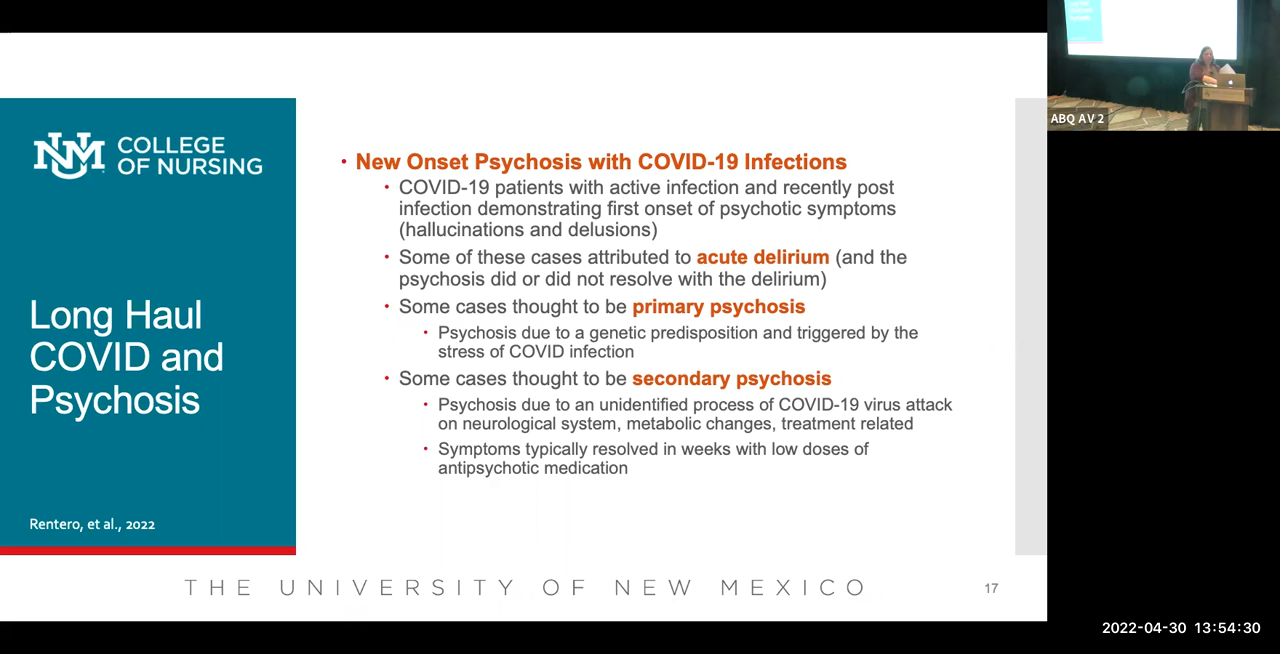 UNM COLLEGE
OF NURSING
Long Haul
COVID and
Psychosis
Rentero, et al., 2022
• New Onset Psychosis with COVID-19 Infections
• COVID-19 patients with active infection and recently post
infection demonstrating first onset of psychotic symptoms
(hallucinations and delusions)
• Some of these cases attributed to acute delirium (and the
psychosis did or did not resolve with the delirium)
• Some cases thought to be primary psychosis
• Psychosis due to a genetic predisposition and triggered by the
stress of COVID infection
• Some cases thought to be secondary psychosis
• Psychosis due to an unidentified process of COVID-19 virus attack
on neurological system, metabolic changes, treatment related
• Symptoms typically resolved in weeks with low doses of
antipsychotic medication
THE UNIVERSITY OF NEW MEXICO
17
ABQ AV 2
2022-04-30 13:54:30